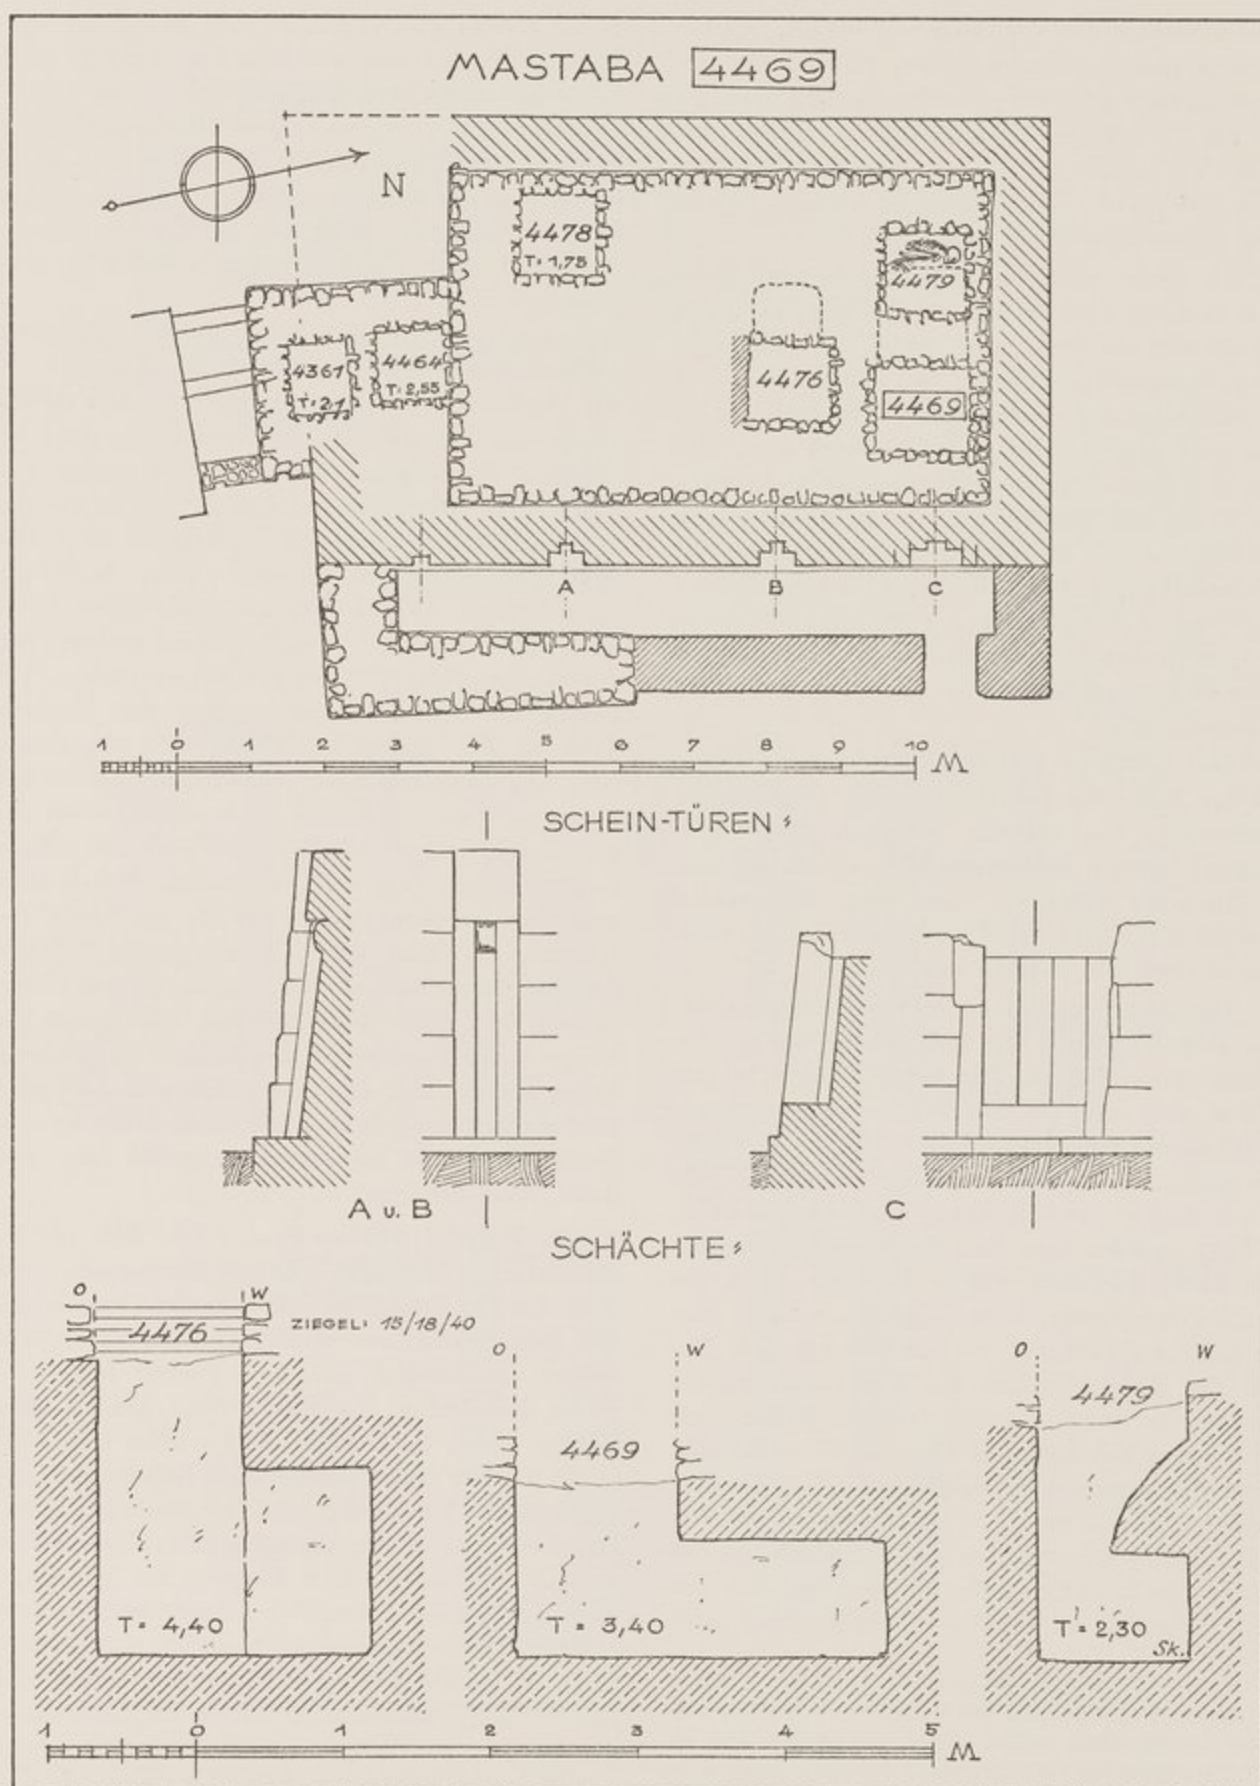 MASTABA 4469
N
4478
T: 1,75
4479
4361
T: 2,1
4464
T: 2,55
4476
4469
A B C
1 0 1 2 3 4 5 6 7 8 9 10 M
SCHEIN-TÜREN:
A u. B
C
SCHÄCHTE:
O W
4476
ZIEGEL: 15/18/40
T = 4,40
O W
4469
T = 3,40
O W
4479
T = 2,30
Sk.
1 0 1 2 3 4 5 M